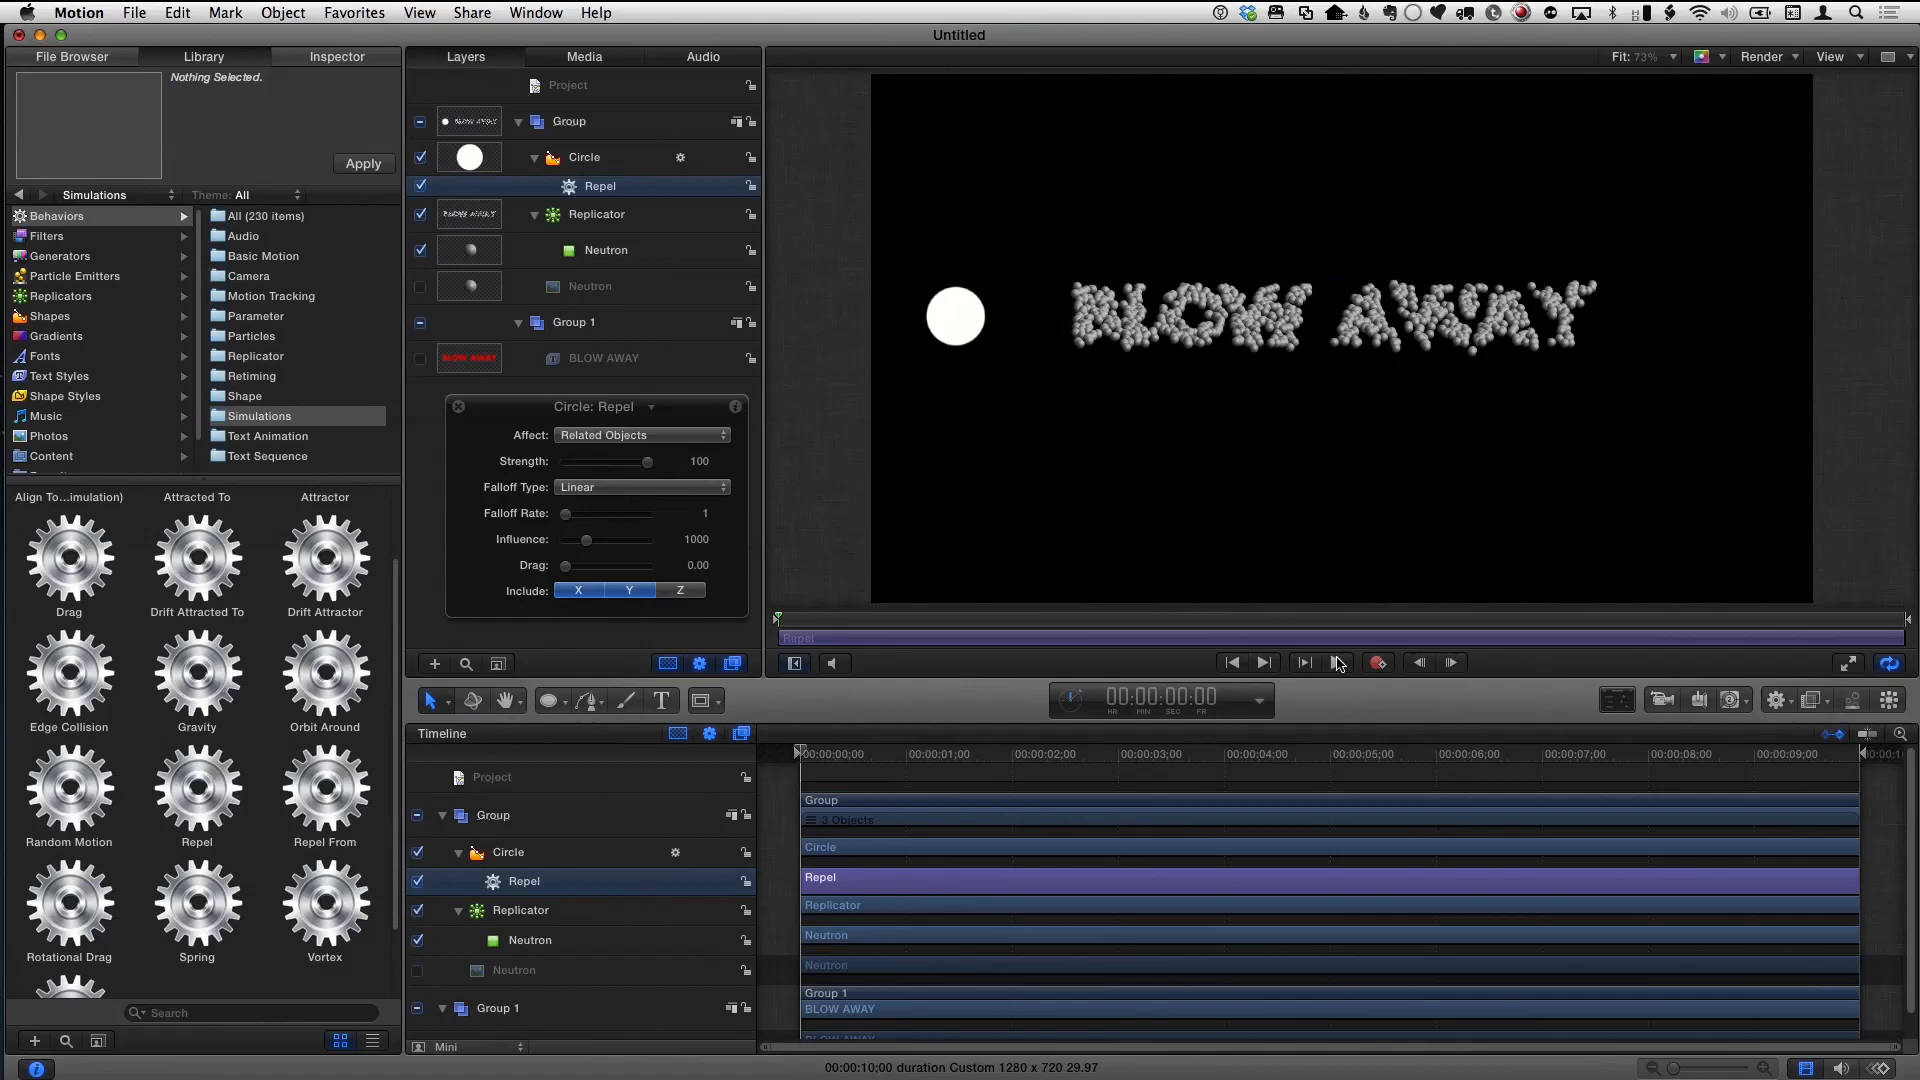 Motion File Edit Mark Object Favorites View Share Window Help
Untitled
File Browser Library Inspector
Layers Media Audio
Fit: 73% Render View
Nothing Selected.
Apply
Simulations Theme: All
Behaviors
Filters
Generators
Particle Emitters
Replicators
Shapes
Gradients
Fonts
Text Styles
Shape Styles
Music
Photos
Content
All (230 items)
Audio
Basic Motion
Camera
Motion Tracking
Parameter
Particles
Replicator
Retiming
Shape
Simulations
Text Animation
Text Sequence
Align To...imulation) Attracted To Attractor
Drag Drift Attracted To Drift Attractor
Edge Collision Gravity Orbit Around
Random Motion Repel Repel From
Rotational Drag Spring Vortex
Search
Project
Group
Circle
Repel
Replicator
Neutron
Neutron
Group 1
BLOW AWAY BLOW AWAY
Circle: Repel
Affect: Related Objects
Strength: 100
Falloff Type: Linear
Falloff Rate: 1
Influence: 1000
Drag: 0.00
Include: X Y Z
BLOW AWAY
Repel
00:00:00:00
HR MIN SEC FR
Timeline
00:00:00;00 00:00:01;00 00:00:02;00 00:00:03;00 00:00:04;00 00:00:05;00 00:00:06;00 00:00:07;00 00:00:08;00 00:00:09;00
Project
Group
Circle
Repel
Replicator
Neutron
Neutron
Group 1
Mini
Group
3 Objects
Circle
Repel
Replicator
Neutron
Neutron
Group 1
BLOW AWAY
00:00:10;00 duration Custom 1280 x 720 29.97